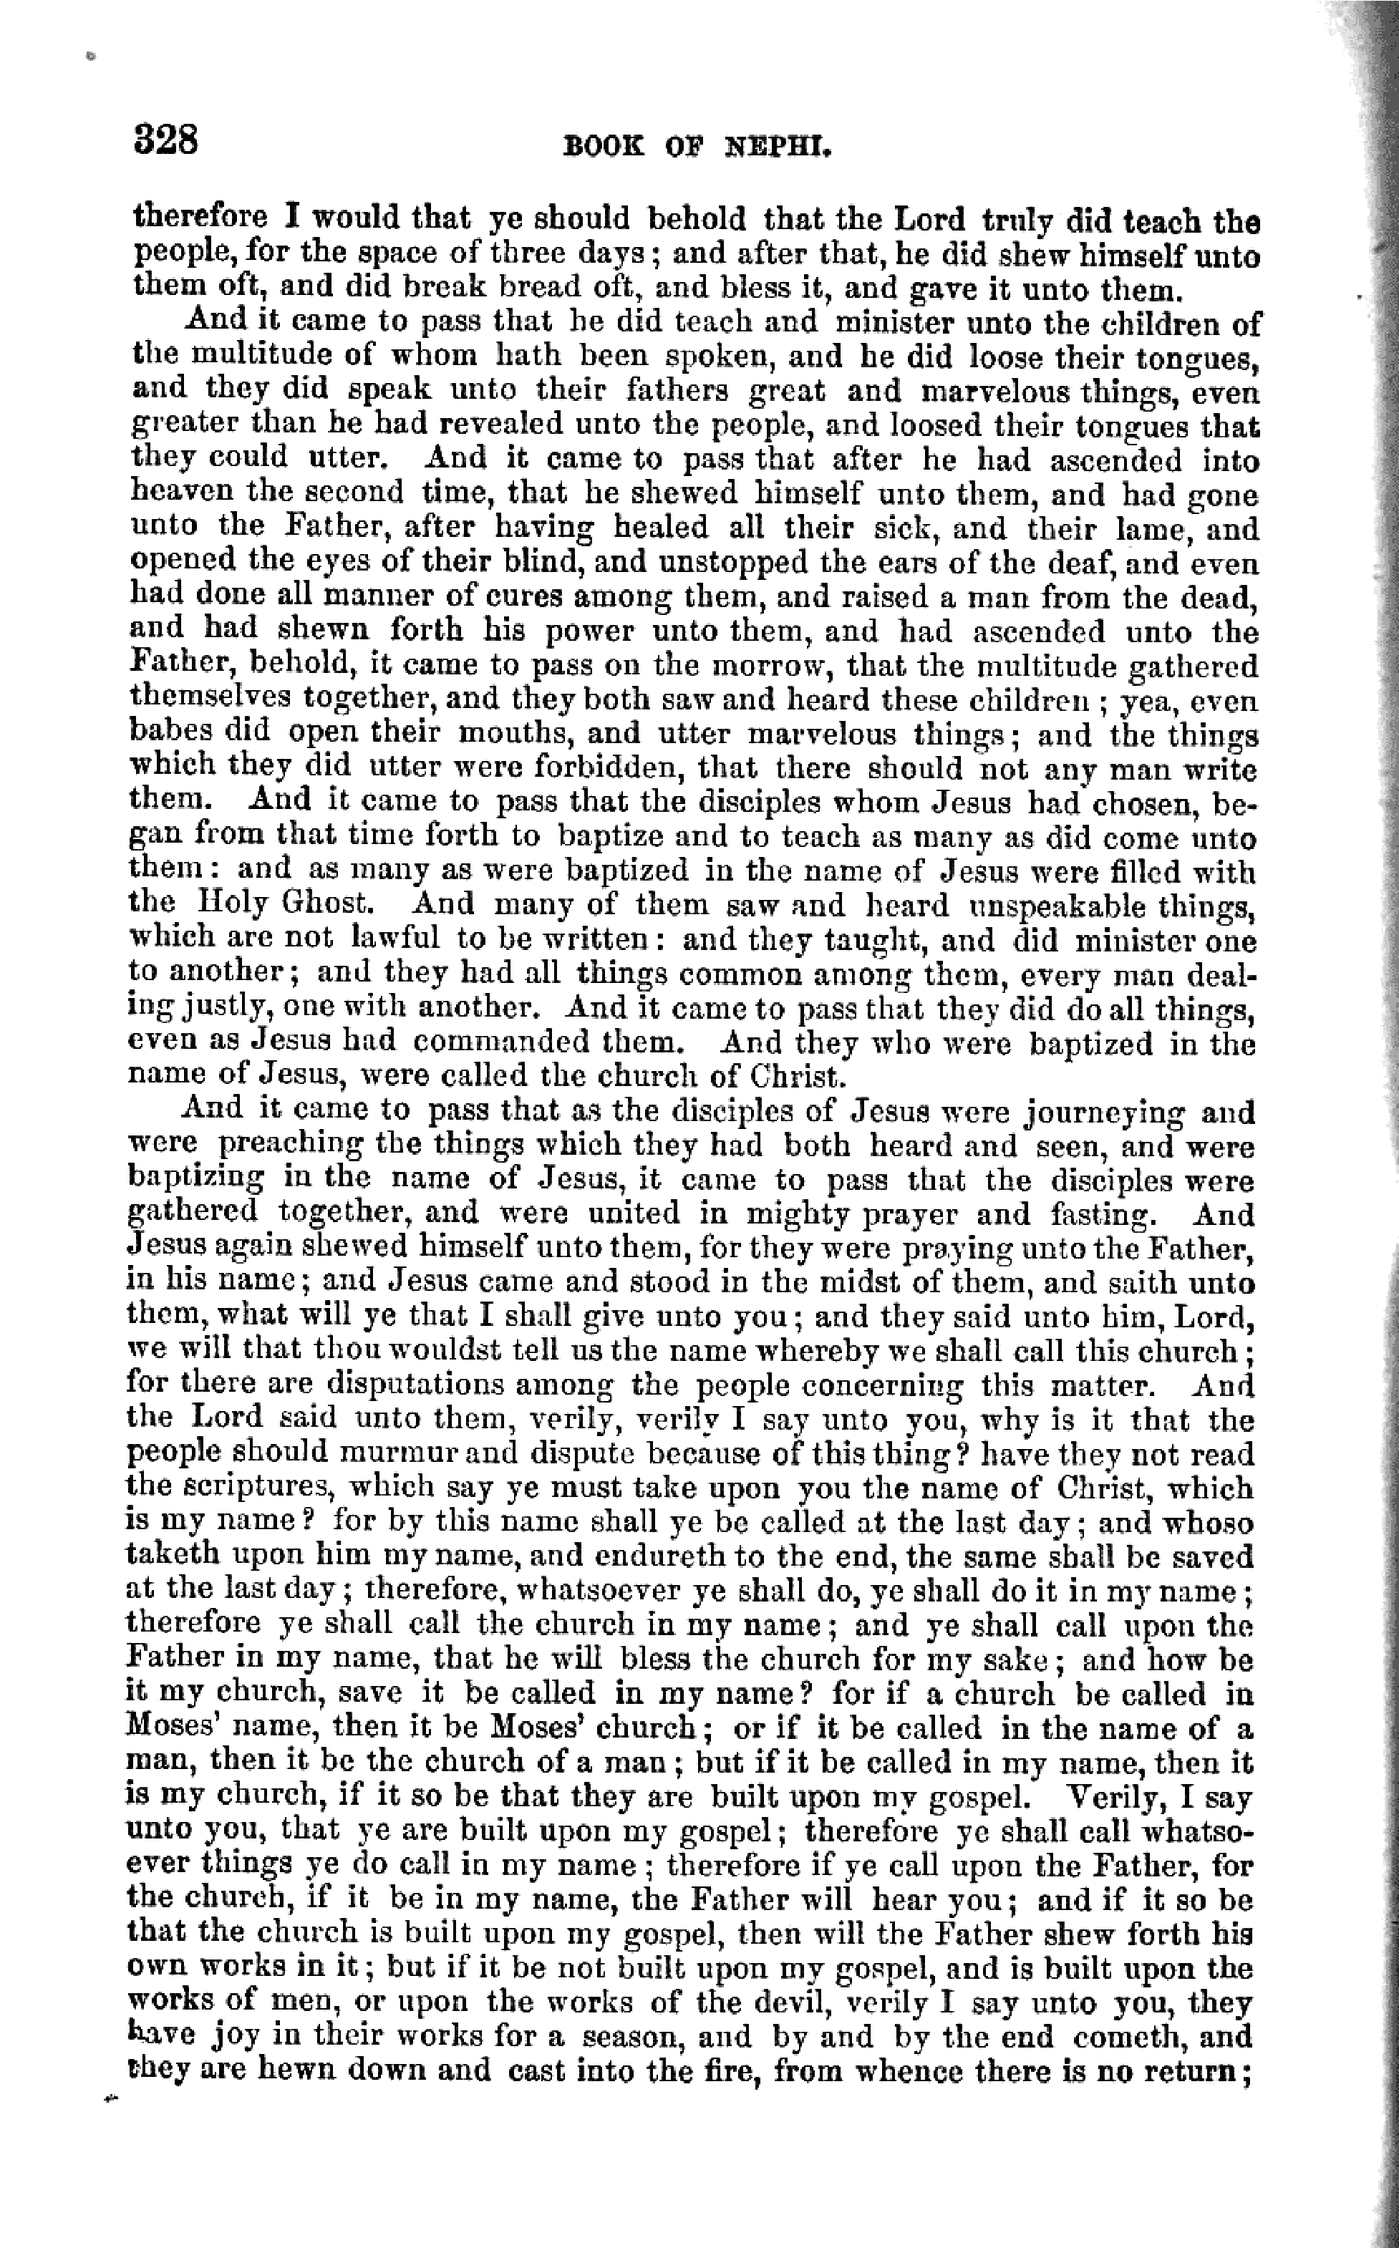 328 BOOK OF NEPHI.
therefore I would that ye should behold that the Lord truly did teach the
people, for the space of three days; and after that, he did shew himself unto
them oft, and did break bread oft, and bless it, and gave it unto them.
And it came to pass that he did teach and minister unto the children of
the multitude of whom hath been spoken, and he did loose their tongues,
and they did speak unto their fathers great and marvelous things, even
greater than he had revealed unto the people, and loosed their tongues that
they could utter. And it came to pass that after he had ascended into
heaven the second time, that he shewed himself unto them, and had gone
unto the Father, after having healed all their sick, and their lame, and
opened the eyes of their blind, and unstopped the ears of the deaf, and even
had done all manner of cures among them, and raised a man from the dead,
and had shewn forth his power unto them, and had ascended unto the
Father, behold, it came to pass on the morrow, that the multitude gathered
themselves together, and they both saw and heard these children; yea, even
babes did open their mouths, and utter marvelous things; and the things
which they did utter were forbidden, that there should not any man write
them. And it came to pass that the disciples whom Jesus had chosen, be-
gan from that time forth to baptize and to teach as many as did come unto
them: and as many as were baptized in the name of Jesus were filled with
the Holy Ghost. And many of them saw and heard unspeakable things,
which are not lawful to be written: and they taught, and did minister one
to another; and they had all things common among them, every man deal-
ing justly, one with another. And it came to pass that they did do all things,
even as Jesus had commanded them. And they who were baptized in the
name of Jesus, were called the church of Christ.
And it came to pass that as the disciples of Jesus were journeying and
were preaching the things which they had both heard and seen, and were
baptizing in the name of Jesus, it came to pass that the disciples were
gathered together, and were united in mighty prayer and fasting. And
Jesus again shewed himself unto them, for they were praying unto the Father,
in his name; and Jesus came and stood in the midst of them, and saith unto
them, what will ye that I shall give unto you; and they said unto him, Lord,
we will that thou wouldst tell us the name whereby we shall call this church;
for there are disputations among the people concerning this matter. And
the Lord said unto them, verily, verily I say unto you, why is it that the
people should murmur and dispute because of this thing? have they not read
the scriptures, which say ye must take upon you the name of Christ, which
is my name? for by this name shall ye be called at the last day; and whoso
taketh upon him my name, and endureth to the end, the same shall be saved
at the last day; therefore, whatsoever ye shall do, ye shall do it in my name;
therefore ye shall call the church in my name; and ye shall call upon the
Father in my name, that he will bless the church for my sake; and how be
it my church, save it be called in my name? for if a church be called in
Moses' name, then it be Moses' church; or if it be called in the name of a
man, then it be the church of a man; but if it be called in my name, then it
is my church, if it so be that they are built upon my gospel. Verily, I say
unto you, that ye are built upon my gospel; therefore ye shall call whatso-
ever things ye do call in my name; therefore if ye call upon the Father, for
the church, if it be in my name, the Father will hear you; and if it so be
that the church is built upon my gospel, then will the Father shew forth his
own works in it; but if it be not built upon my gospel, and is built upon the
works of men, or upon the works of the devil, verily I say unto you, they
have joy in their works for a season, and by and by the end cometh, and
they are hewn down and cast into the fire, from whence there is no return;